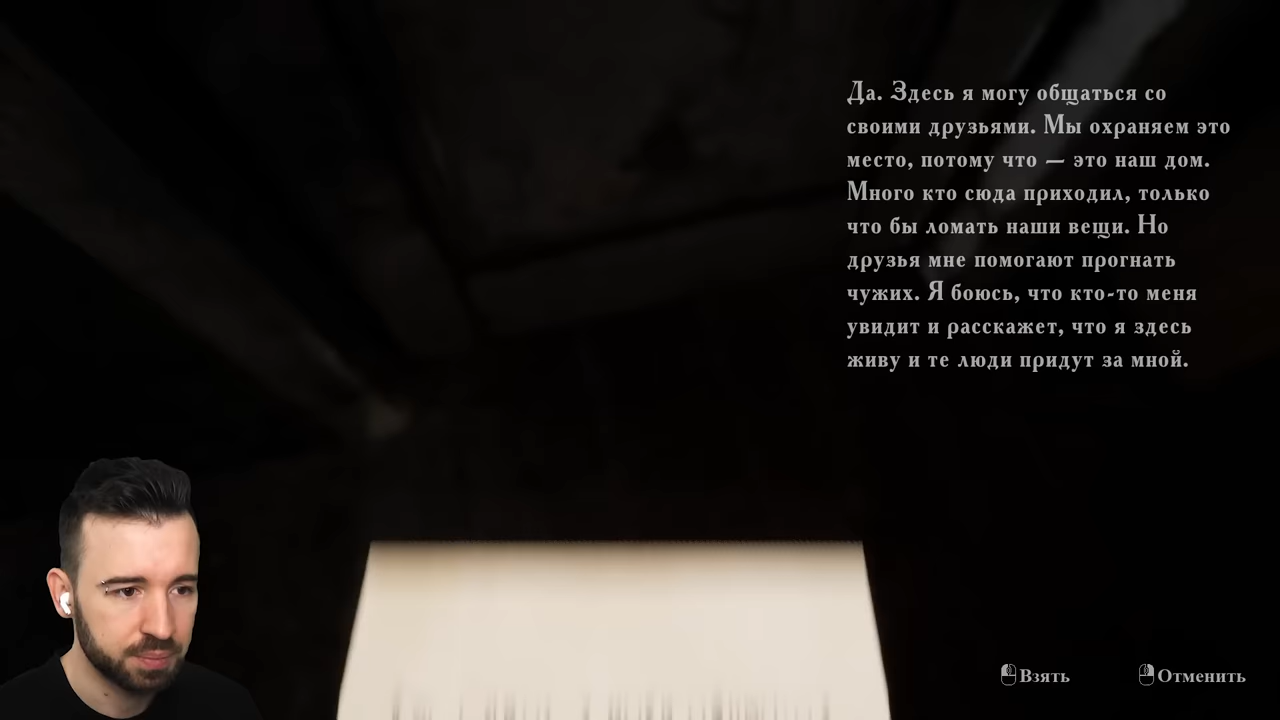 Да. Здесь я могу общаться со
своими друзьями. Мы охраняем это
место, потому что — это наш дом.
Много кто сюда приходил, только
что бы ломать наши вещи. Но
друзья мне помогают прогнать
чужих. Я боюсь, что кто-то меня
увидит и расскажет, что я здесь
живу и те люди придут за мной.
Взять
Отменить